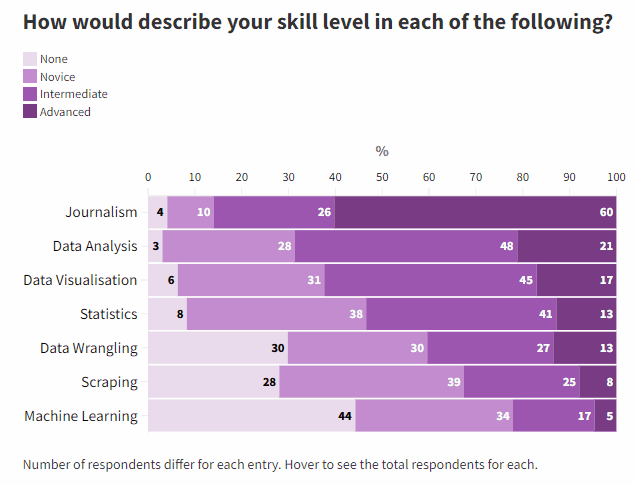 How would describe your skill level in each of the following?
None
Novice
Intermediate
Advanced
%
0 10 20 30 40 50 60 70 80 90 100
Journalism 4 10 26 60
Data Analysis 3 28 48 21
Data Visualisation 6 31 45 17
Statistics 8 38 41 13
Data Wrangling 30 30 27 13
Scraping 28 39 25 8
Machine Learning 44 34 17 5
Number of respondents differ for each entry. Hover to see the total respondents for each.